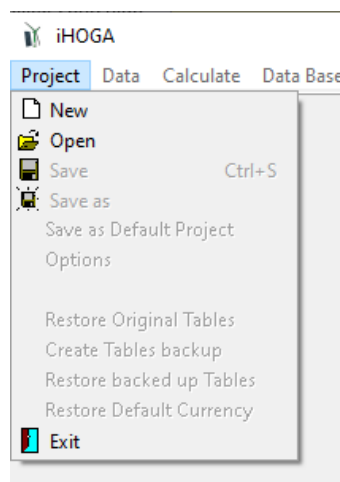 iHOGA
Project Data Calculate Data Base
New
Open
Save Ctrl+S
Save as
Save as Default Project
Options
Restore Original Tables
Create Tables backup
Restore backed up Tables
Restore Default Currency
Exit